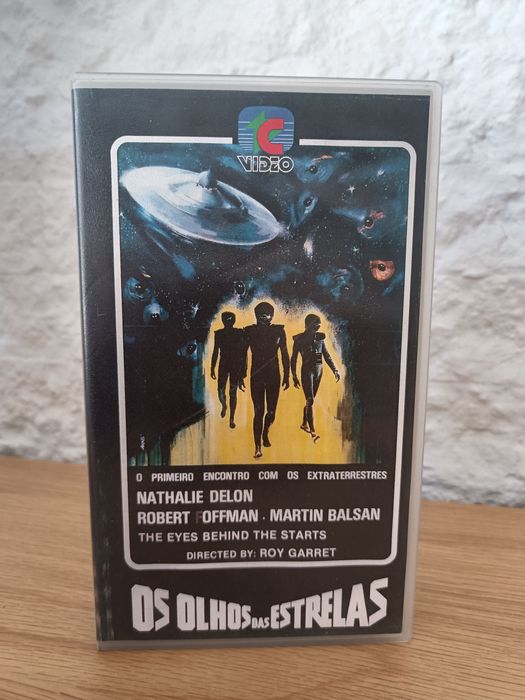 TC
VIDEO
O PRIMEIRO ENCONTRO COM OS EXTRATERRESTRES
NATHALIE DELON
ROBERT FOFFMAN · MARTIN BALSAN
THE EYES BEHIND THE STARTS
DIRECTED BY: ROY GARRET
OS OLHOS DAS ESTRELAS